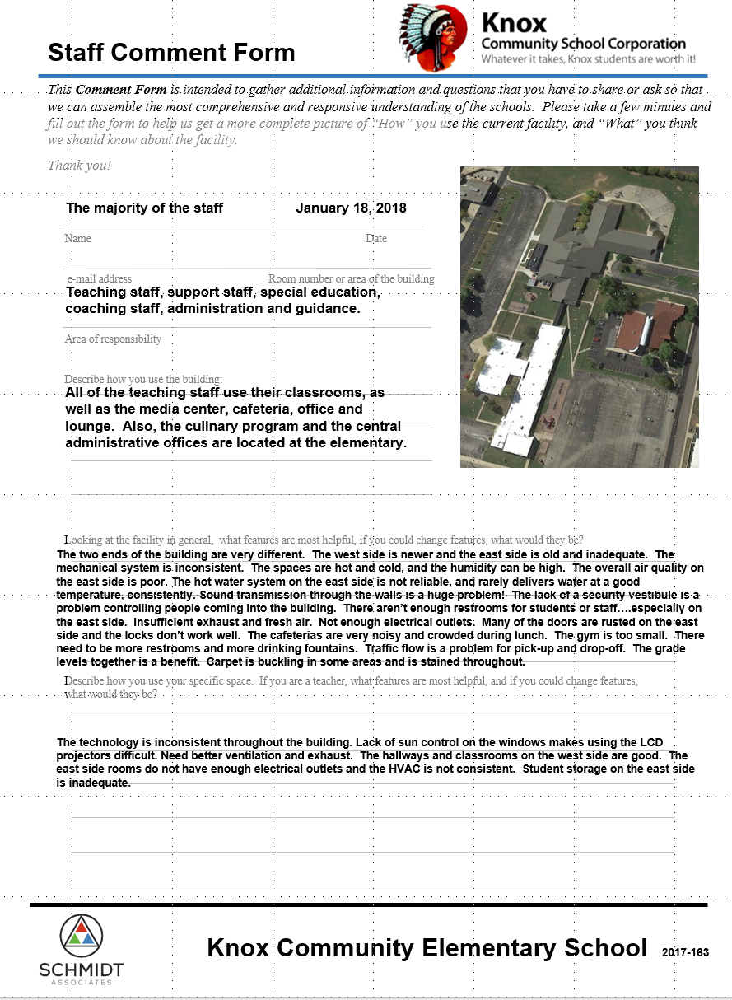 Knox
Community School Corporation
Whatever it takes, Knox students are worth it!
Staff Comment Form
This Comment Form is intended to gather additional information and questions that you have to share or ask so that
we can assemble the most comprehensive and responsive understanding of the schools. Please take a few minutes and
fill out the form to help us get a more complete picture of “How” you use the current facility, and “What” you think
we should know about the facility.
Thank you!
The majority of the staff January 18, 2018
Name Date
e-mail address Room number or area of the building
Teaching staff, support staff, special education,
coaching staff, administration and guidance.
Area of responsibility
Describe how you use the building:
All of the teaching staff use their classrooms, as
well as the media center, cafeteria, office and
lounge. Also, the culinary program and the central
administrative offices are located at the elementary.
Looking at the facility in general, what features are most helpful, if you could change features, what would they be?
The two ends of the building are very different. The west side is newer and the east side is old and inadequate. The
mechanical system is inconsistent. The spaces are hot and cold, and the humidity can be high. The overall air quality on
the east side is poor. The hot water system on the east side is not reliable, and rarely delivers water at a good
temperature, consistently. Sound transmission through the walls is a huge problem! The lack of a security vestibule is a
problem controlling people coming into the building. There aren’t enough restrooms for students or staff….especially on
the east side. Insufficient exhaust and fresh air. Not enough electrical outlets. Many of the doors are rusted on the east
side and the locks don’t work well. The cafeterias are very noisy and crowded during lunch. The gym is too small. There
need to be more restrooms and more drinking fountains. Traffic flow is a problem for pick-up and drop-off. The grade
levels together is a benefit. Carpet is buckling in some areas and is stained throughout.
Describe how you use your specific space. If you are a teacher, what features are most helpful, and if you could change features,
what would they be?
The technology is inconsistent throughout the building. Lack of sun control on the windows makes using the LCD
projectors difficult. Need better ventilation and exhaust. The hallways and classrooms on the west side are good. The
east side rooms do not have enough electrical outlets and the HVAC is not consistent. Student storage on the east side
is inadequate.
SCHMIDT
ASSOCIATES
Knox Community Elementary School 2017-163